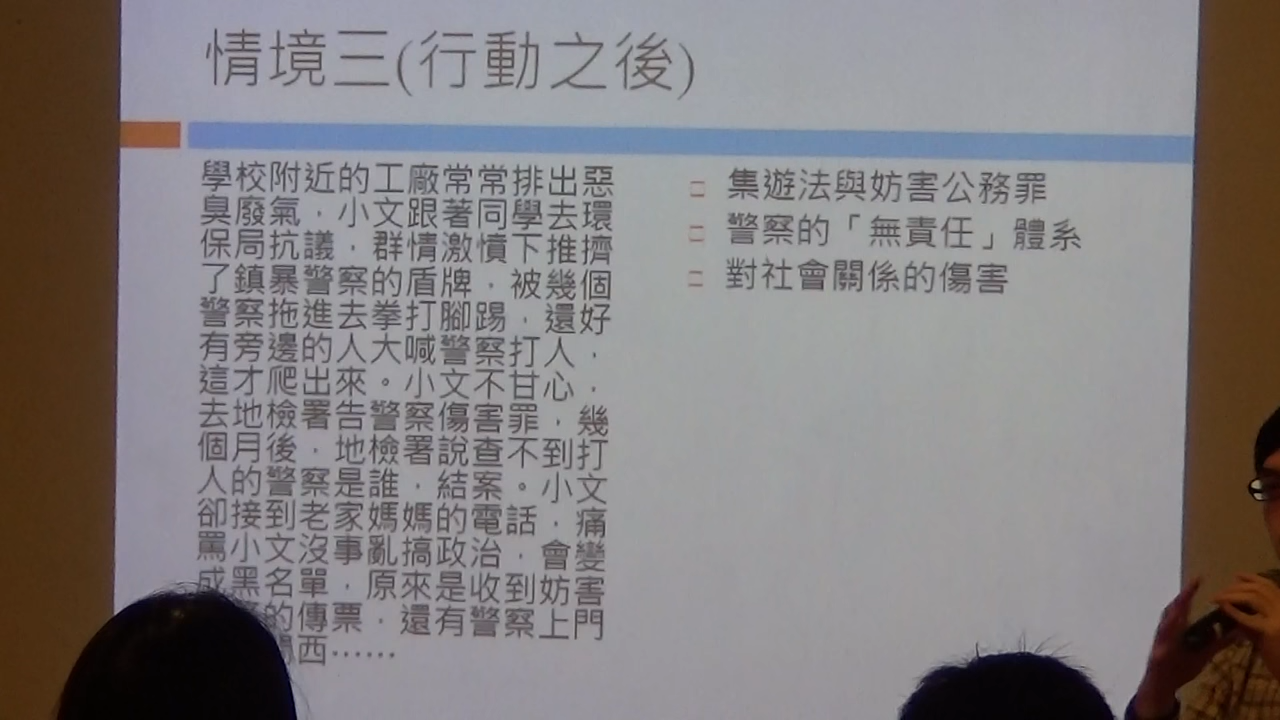 情境三(行動之後)
學校附近的工廠常常排出惡
臭廢氣，小文跟著同學去環
保局抗議，群情激憤下推擠
了鎮暴警察的盾牌，被幾個
警察拖進去拳打腳踢，還好
有旁邊的人大喊警察打人，
這才爬出來。小文不甘心，
去地檢署告警察傷害罪，幾
個月後，地檢署說查不到打
人的警察是誰，結案。小文
卻接到老家媽媽的電話，痛
罵小文沒事亂搞政治，會變
成黑名單，原來是收到妨害
的傳票，還有警察上門
西……
集遊法與妨害公務罪
警察的「無責任」體系
對社會關係的傷害